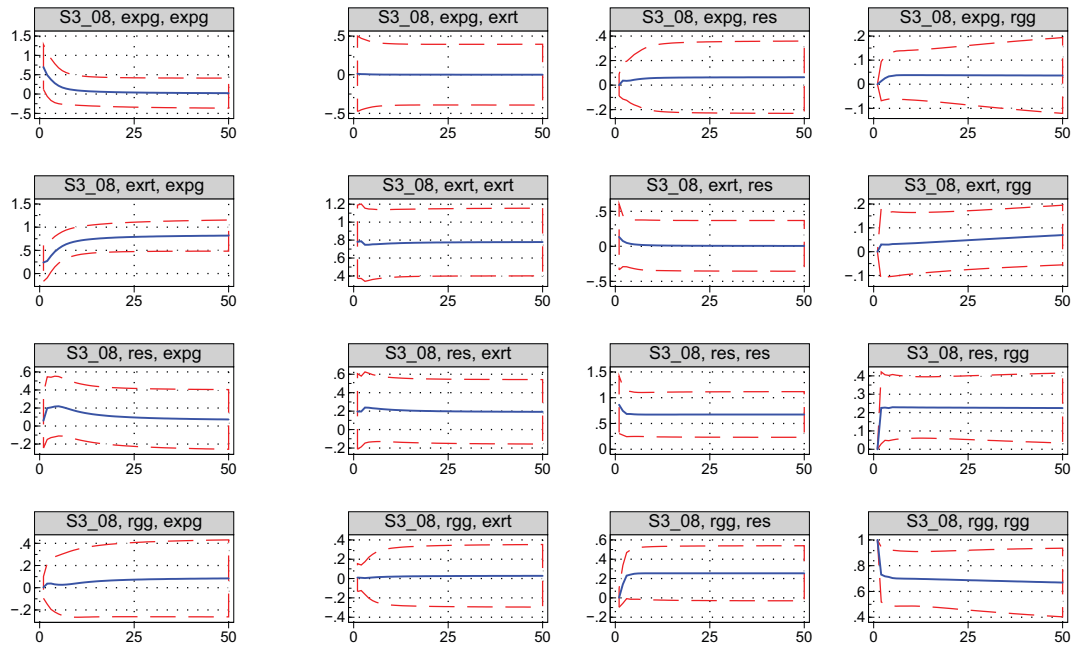 S3_08, expg, expg
1.5
1
.5
0
−.5
0 25 50
S3_08, expg, exrt
.5
0
−.5
0 25 50
S3_08, expg, res
.4
.2
0
−.2
0 25 50
S3_08, expg, rgg
.2
.1
0
−.1
0 25 50
S3_08, exrt, expg
1.5
1
.5
0
0 25 50
S3_08, exrt, exrt
1.2
1
.8
.6
.4
0 25 50
S3_08, exrt, res
.5
0
−.5
0 25 50
S3_08, exrt, rgg
.2
.1
0
−.1
0 25 50
S3_08, res, expg
.6
.4
.2
0
−.2
0 25 50
S3_08, res, exrt
.6
.4
.2
0
−.2
0 25 50
S3_08, res, res
1.5
1
.5
0
0 25 50
S3_08, res, rgg
.4
.3
.2
.1
0
0 25 50
S3_08, rgg, expg
.4
.2
0
−.2
0 25 50
S3_08, rgg, exrt
.4
.2
0
−.2
−.4
0 25 50
S3_08, rgg, res
.6
.4
.2
0
−.2
0 25 50
S3_08, rgg, rgg
1
.8
.6
.4
0 25 50